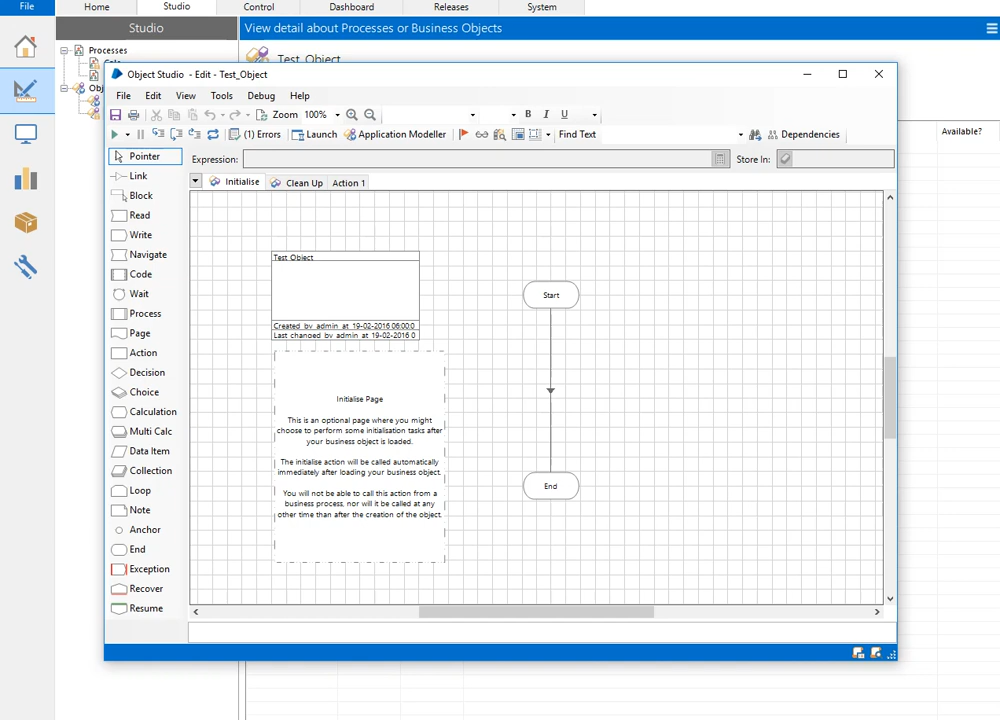 File
Home
Studio
Control
Dashboard
Releases
System
Studio
View detail about Processes or Business Objects
Processes
Test_Object
Available?
Object Studio - Edit - Test_Object
File
Edit
View
Tools
Debug
Help
Zoom
100%
B
I
U
(1) Errors
Launch
Application Modeller
Find Text
Dependencies
Pointer
Expression:
Store In:
Link
Initialise
Clean Up
Action 1
Block
Read
Write
Navigate
Code
Wait
Process
Page
Action
Decision
Choice
Calculation
Multi Calc
Data Item
Collection
Loop
Note
Anchor
End
Exception
Recover
Resume
Test Object
Created by admin at 19-02-2016 06:00:0
Last changed by admin at 19-02-2016 0
Initialise Page
This is an optional page where you might
choose to perform some initialisation tasks after
your business object is loaded.
The initialise action will be called automatically
immediately after loading your business object.
You will not be able to call this action from a
business process, nor will it be called at any
other time than after the creation of the object.
Start
End